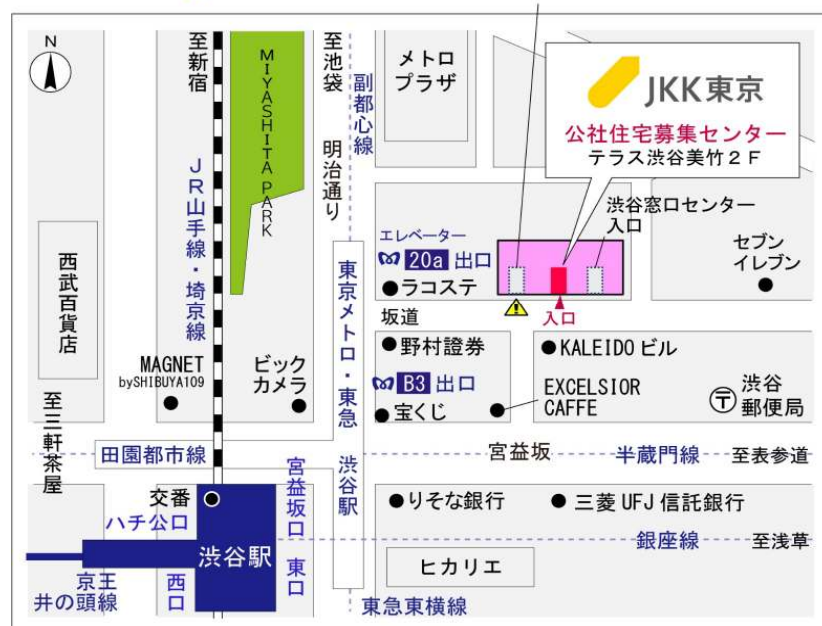 N
至新宿
MIYASHITA PARK
至池袋
明治通り
副都心線
メトロ
プラザ
JKK東京
公社住宅募集センター
テラス渋谷美竹2F
JR山手線・埼京線
西武百貨店
エレベーター
20a 出口
ラコステ
渋谷窓口センター
入口
セブン
イレブン
!
入口
坂道
東京メトロ・東急 渋谷駅
MAGNET
bySHIBUYA109
ビック
カメラ
野村證券
KALEIDO ビル
B3 出口
宝くじ
EXCELSIOR
CAFFE
〒
渋谷
郵便局
至三軒茶屋
田園都市線
宮益坂
半蔵門線
至表参道
交番
ハチ公口
宮益坂口
りそな銀行
三菱 UFJ 信託銀行
渋谷駅
銀座線
至浅草
京王
井の頭線
西口
東口
ヒカリエ
東急東横線